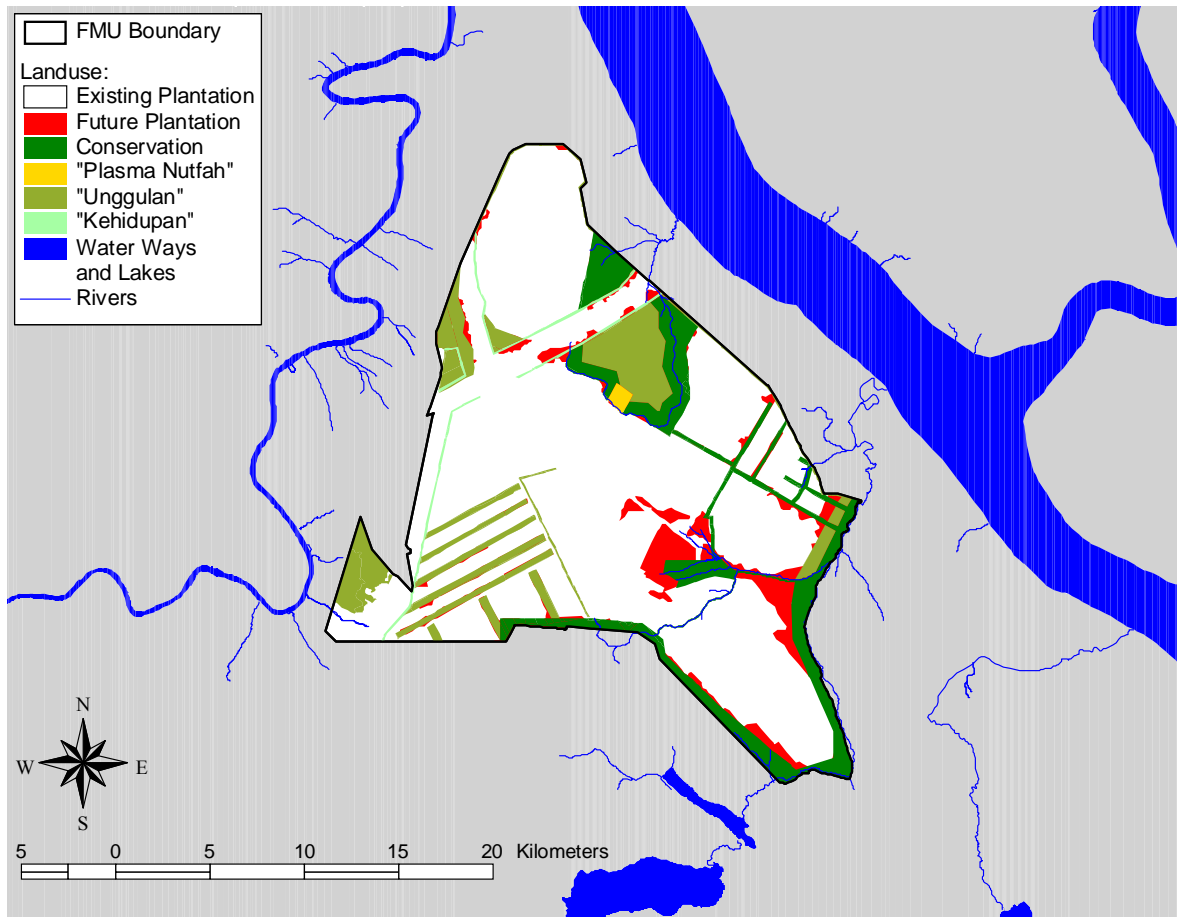 FMU Boundary
Landuse:
Existing Plantation
Future Plantation
Conservation
"Plasma Nutfah"
"Unggulan"
"Kehidupan"
Water Ways
and Lakes
Rivers
N
W
E
S
5 0 5 10 15 20 Kilometers